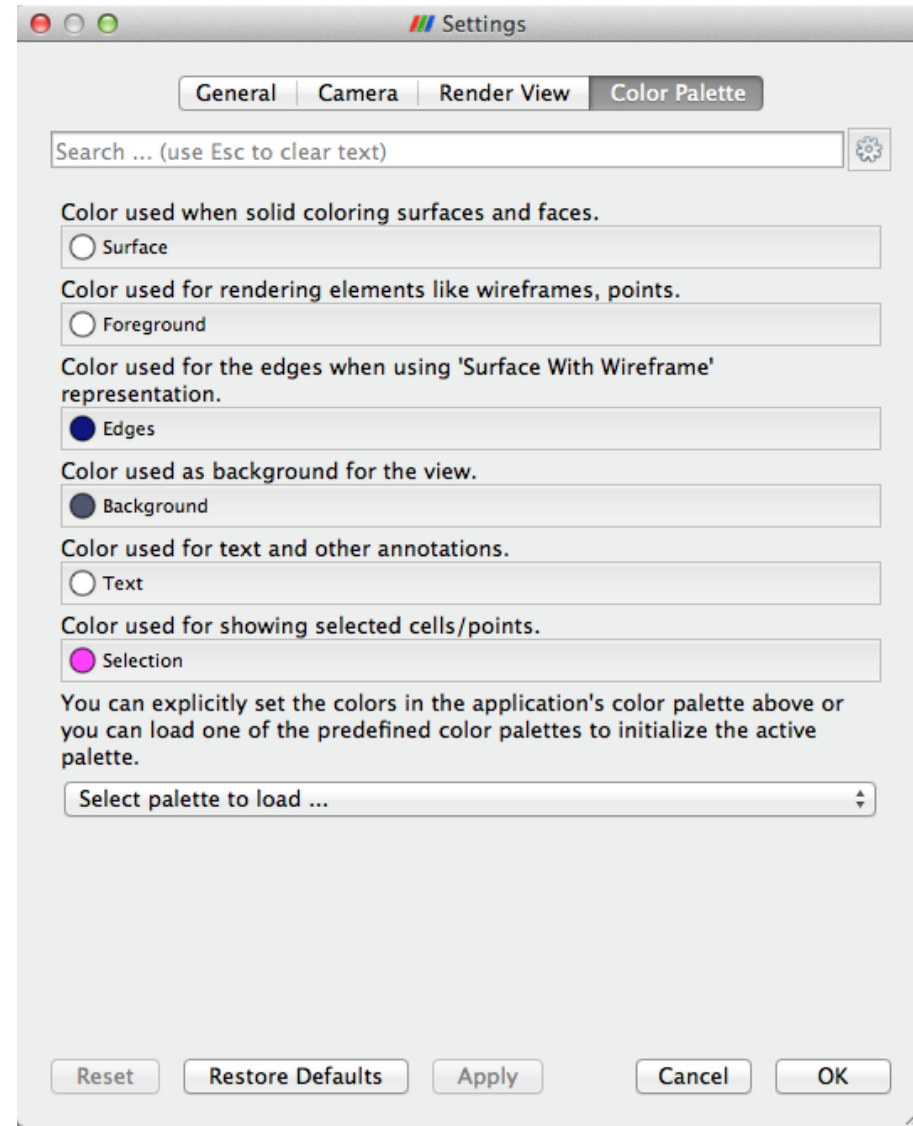 Settings
General Camera Render View Color Palette
Search ... (use Esc to clear text)
Color used when solid coloring surfaces and faces.
Surface
Color used for rendering elements like wireframes, points.
Foreground
Color used for the edges when using 'Surface With Wireframe'
representation.
Edges
Color used as background for the view.
Background
Color used for text and other annotations.
Text
Color used for showing selected cells/points.
Selection
You can explicitly set the colors in the application's color palette above or
you can load one of the predefined color palettes to initialize the active
palette.
Select palette to load ...
Reset Restore Defaults Apply Cancel OK